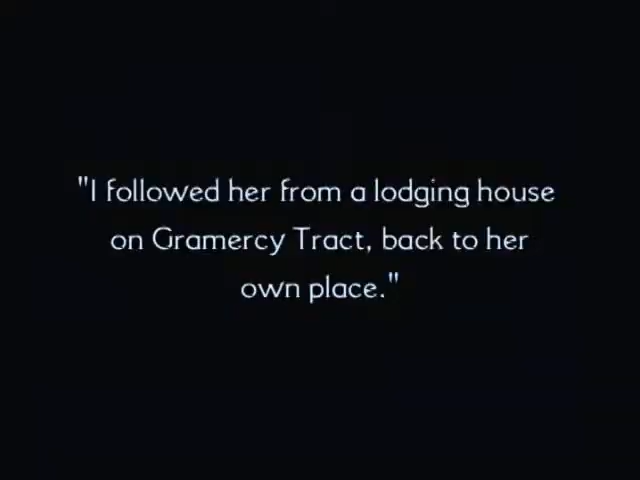 "I followed her from a lodging house
on Gramercy Tract, back to her
own place."